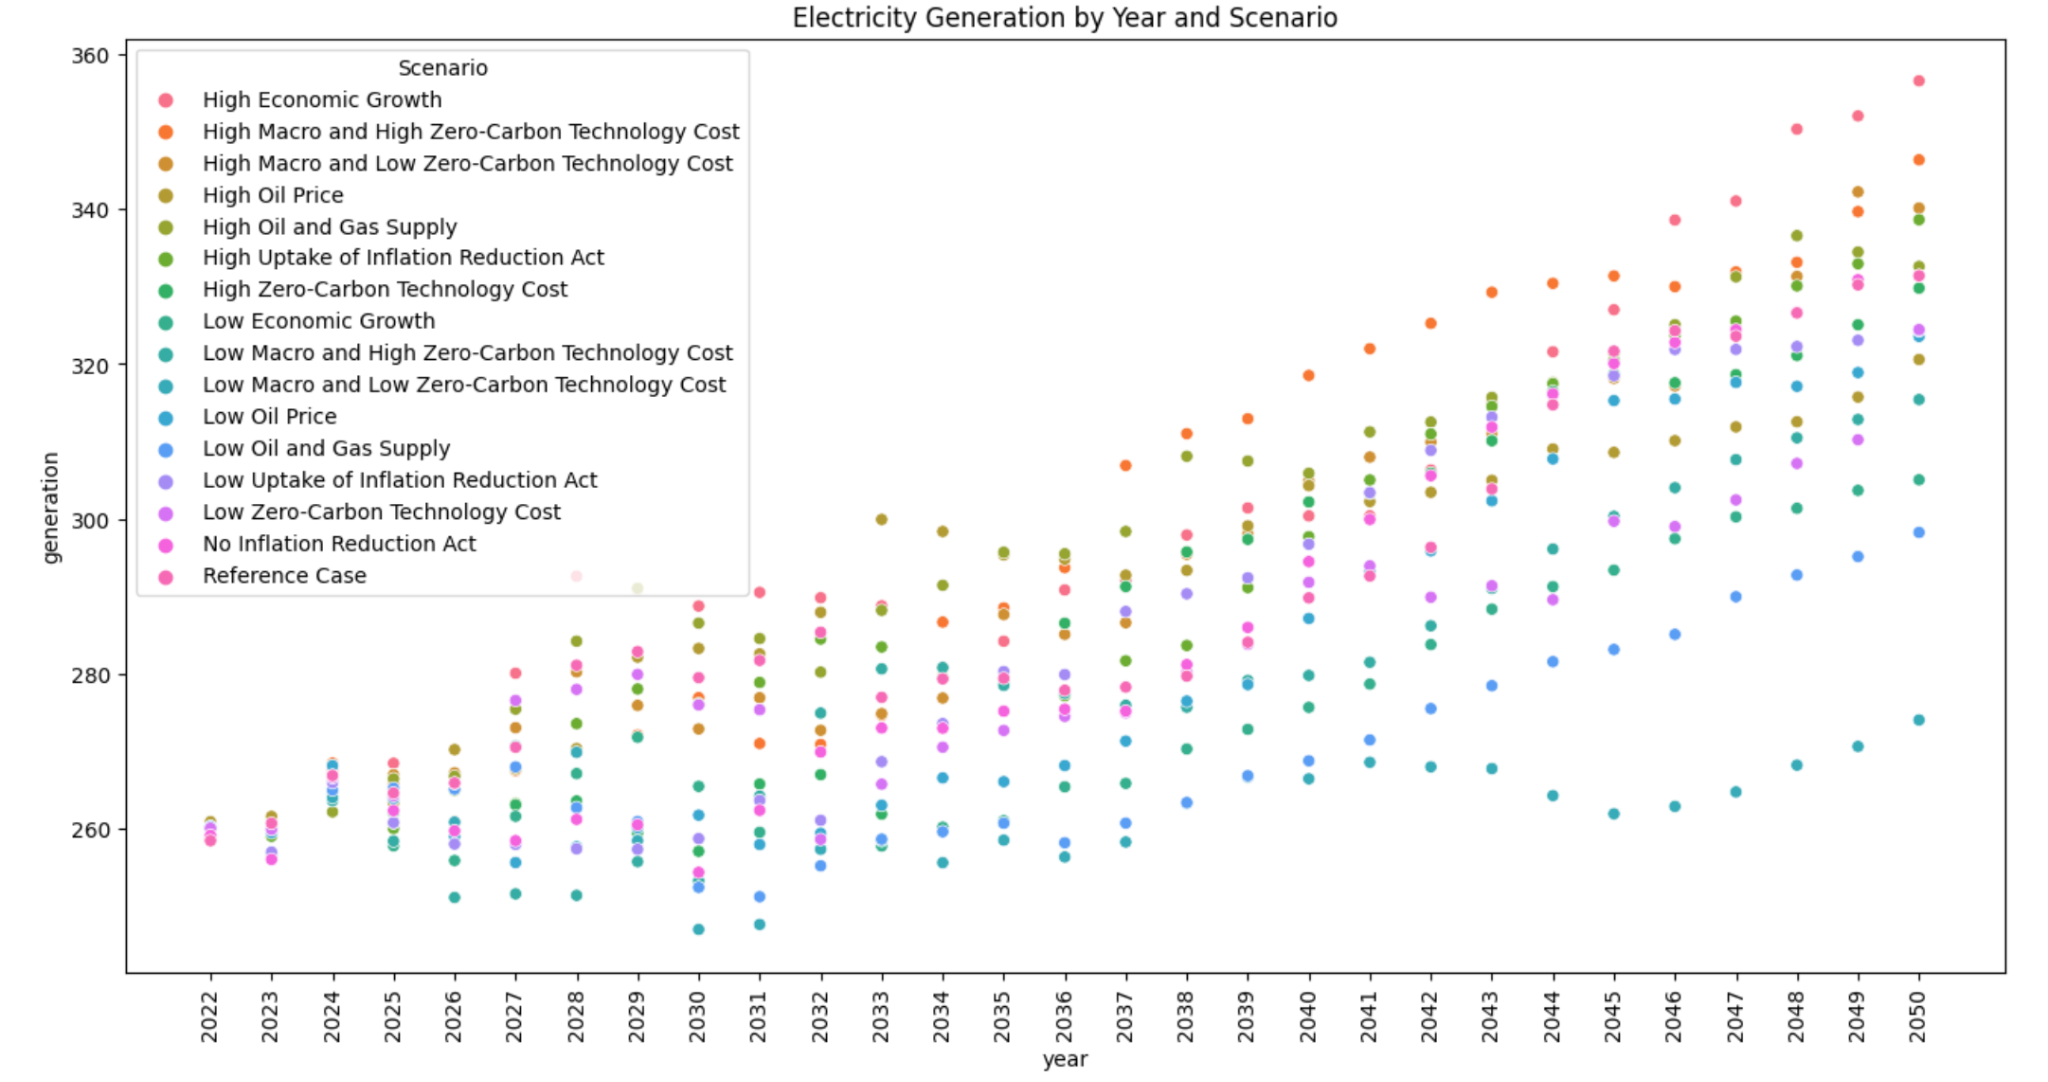 Electricity Generation by Year and Scenario
360
340
320
300
280
260
generation
Scenario
High Economic Growth
High Macro and High Zero-Carbon Technology Cost
High Macro and Low Zero-Carbon Technology Cost
High Oil Price
High Oil and Gas Supply
High Uptake of Inflation Reduction Act
High Zero-Carbon Technology Cost
Low Economic Growth
Low Macro and High Zero-Carbon Technology Cost
Low Macro and Low Zero-Carbon Technology Cost
Low Oil Price
Low Oil and Gas Supply
Low Uptake of Inflation Reduction Act
Low Zero-Carbon Technology Cost
No Inflation Reduction Act
Reference Case
2022
2023
2024
2025
2026
2027
2028
2029
2030
2031
2032
2033
2034
2035
2036
2037
2038
2039
2040
2041
2042
2043
2044
2045
2046
2047
2048
2049
2050
year